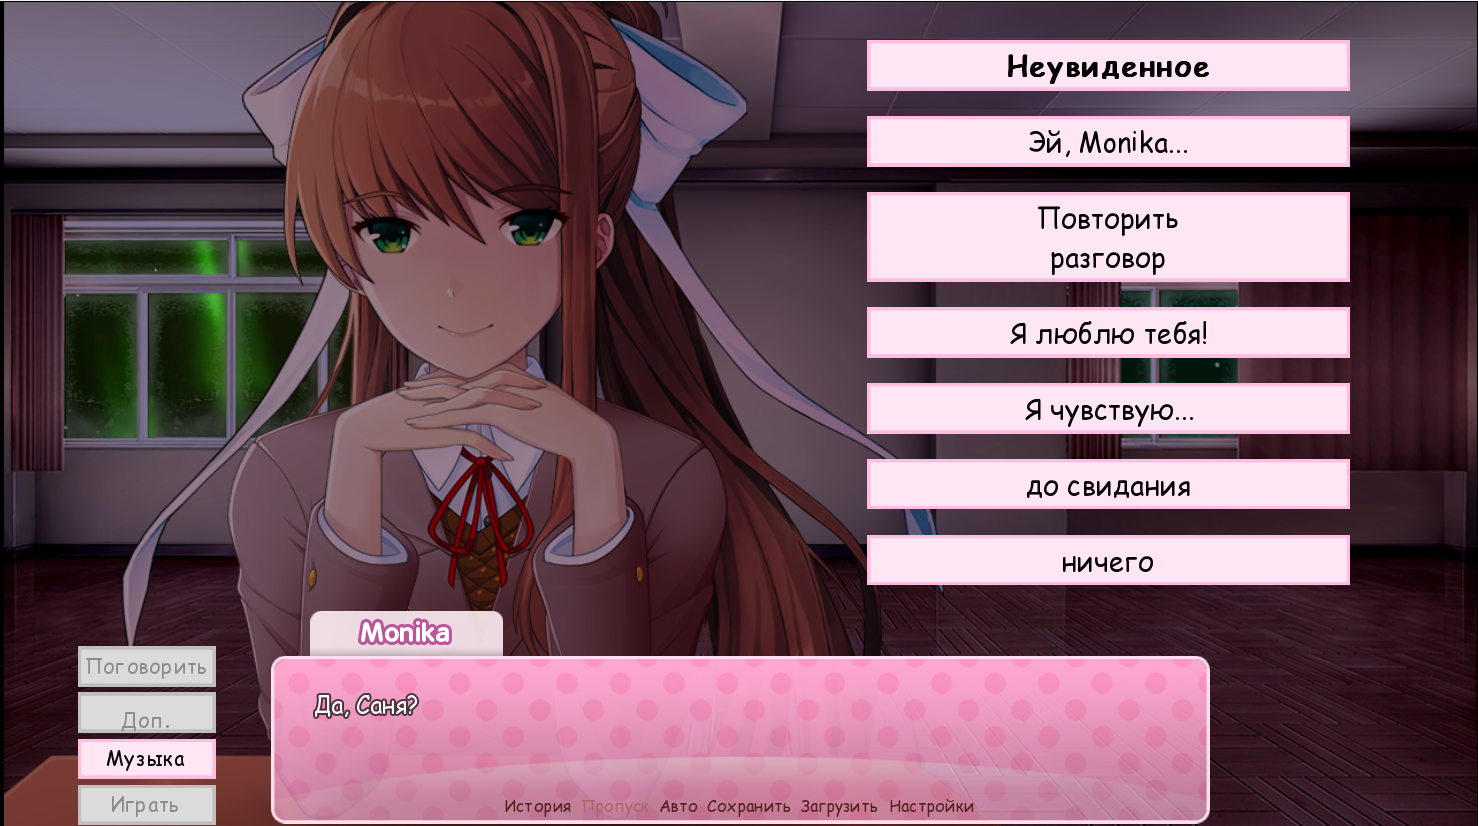 Неувиденное
Эй, Monika...
Повторить
разговор
Я люблю тебя!
Я чувствую...
до свидания
ничего
Monika
Да, Саня?
Поговорить
Доп.
Музыка
Играть
История Пропуск Авто Сохранить Загрузить Настройки